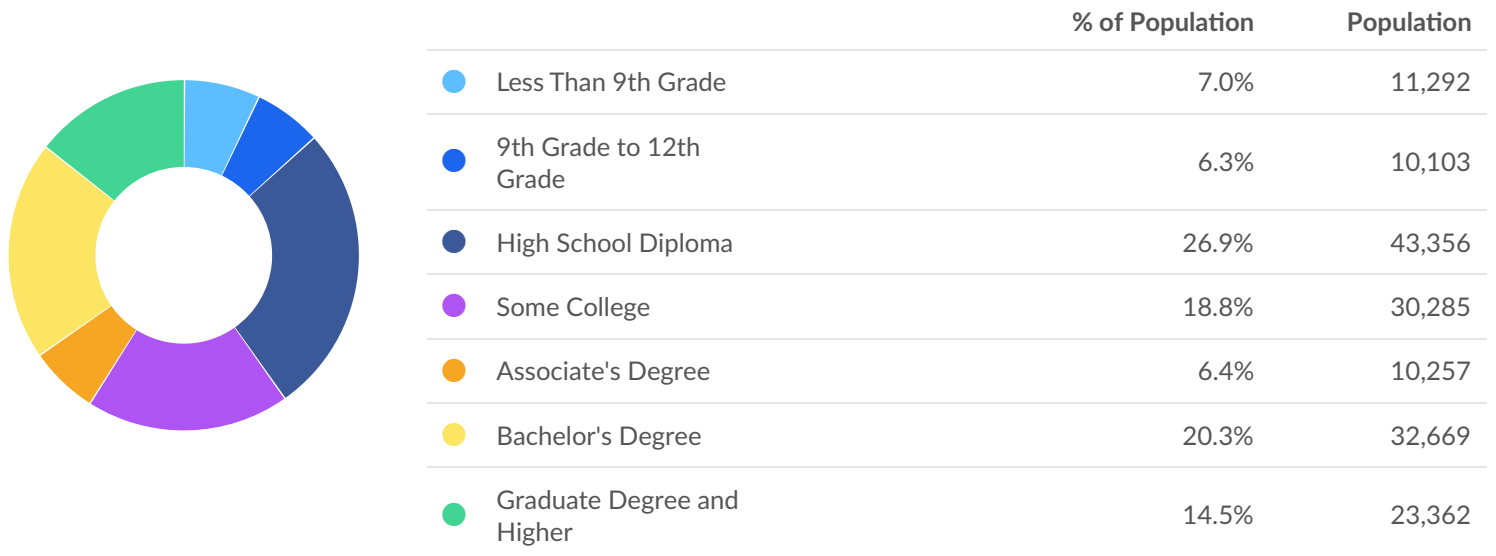 % of Population Population
Less Than 9th Grade 7.0% 11,292
9th Grade to 12th
Grade 6.3% 10,103
High School Diploma 26.9% 43,356
Some College 18.8% 30,285
Associate's Degree 6.4% 10,257
Bachelor's Degree 20.3% 32,669
Graduate Degree and
Higher 14.5% 23,362